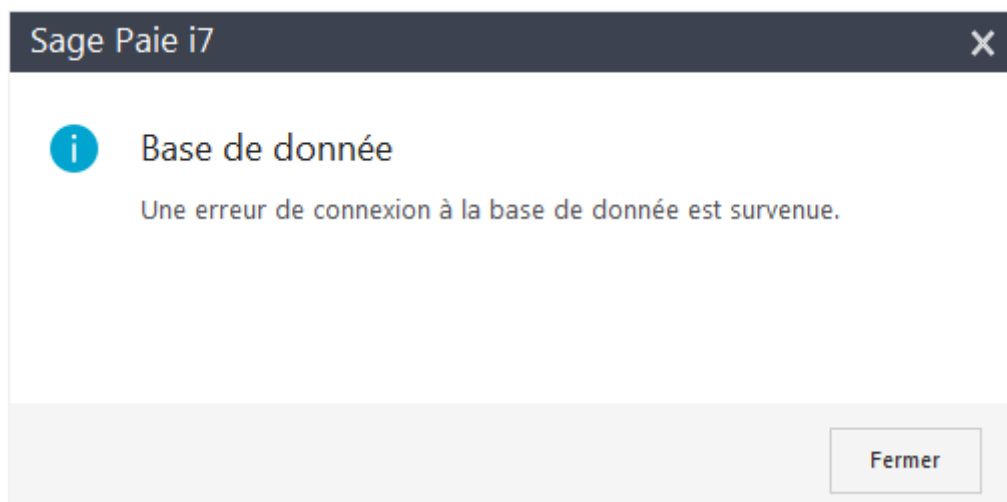 Sage Paie i7
Base de donnée
Une erreur de connexion à la base de donnée est survenue.
Fermer